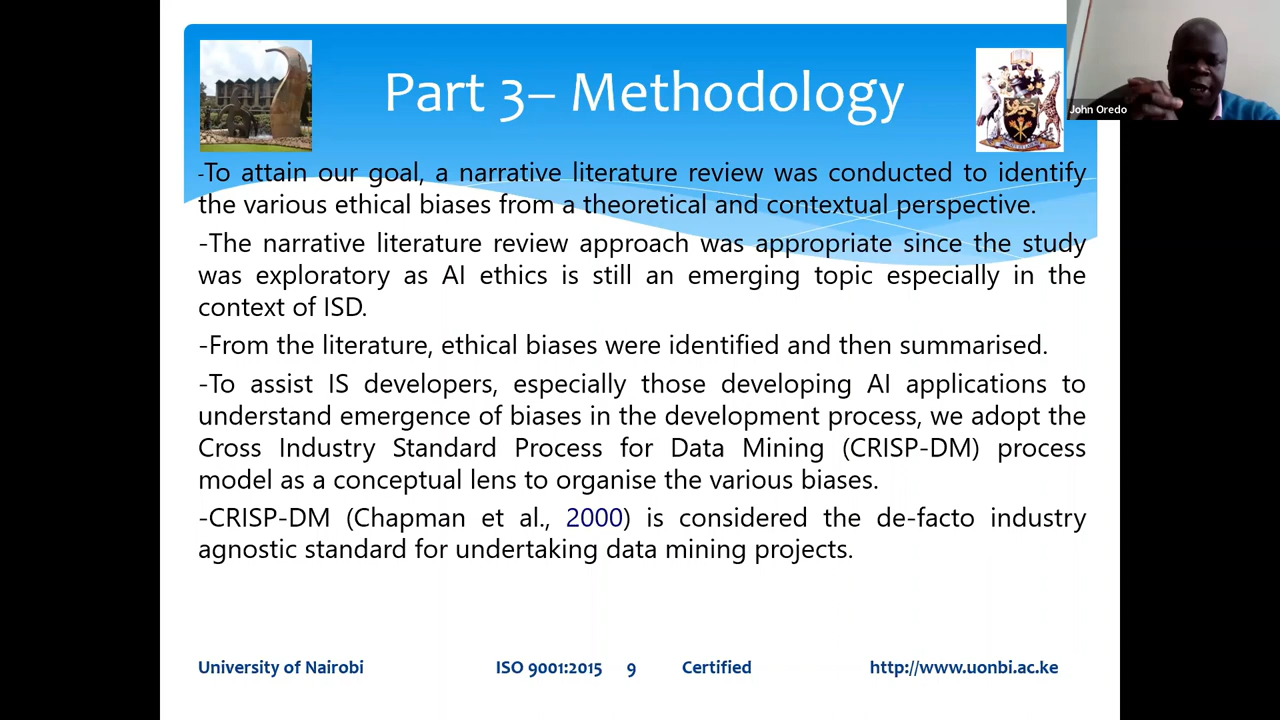 Part 3– Methodology
John Oredo
-To attain our goal, a narrative literature review was conducted to identify
the various ethical biases from a theoretical and contextual perspective.
-The narrative literature review approach was appropriate since the study
was exploratory as AI ethics is still an emerging topic especially in the
context of ISD.
-From the literature, ethical biases were identified and then summarised.
-To assist IS developers, especially those developing AI applications to
understand emergence of biases in the development process, we adopt the
Cross Industry Standard Process for Data Mining (CRISP-DM) process
model as a conceptual lens to organise the various biases.
-CRISP-DM (Chapman et al., 2000) is considered the de-facto industry
agnostic standard for undertaking data mining projects.
University of Nairobi ISO 9001:2015 9 Certified http://www.uonbi.ac.ke